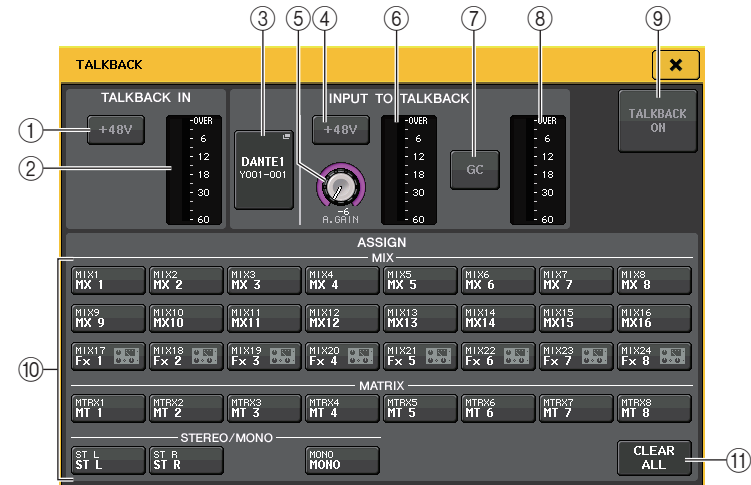 ③ ⑤ ④ ⑥ ⑦ ⑧ ⑨
TALKBACK
TALKBACK IN
INPUT TO TALKBACK
① +48V
②
OVER
6
12
18
30
60
DANTE1
Y001-001
+48V
-6
A.GAIN
OVER
6
12
18
30
60
GC
OVER
6
12
18
30
60
TALKBACK
ON
ASSIGN
MIX
MIX1 MIX2 MIX3 MIX4 MIX5 MIX6 MIX7 MIX8
MX 1 MX 2 MX 3 MX 4 MX 5 MX 6 MX 7 MX 8
MIX9 MIX10 MIX11 MIX12 MIX13 MIX14 MIX15 MIX16
MX 9 MX10 MX11 MX12 MX13 MX14 MX15 MX16
⑩
MIX17 MIX18 MIX19 MIX20 MIX21 MIX22 MIX23 MIX24
Fx 1 Fx 2 Fx 3 Fx 4 Fx 5 Fx 6 Fx 7 Fx 8
MATRIX
MTRX1 MTRX2 MTRX3 MTRX4 MTRX5 MTRX6 MTRX7 MTRX8
MT 1 MT 2 MT 3 MT 4 MT 5 MT 6 MT 7 MT 8
STEREO/MONO
ST L ST R MONO
ST L ST R MONO
CLEAR
ALL
⑪